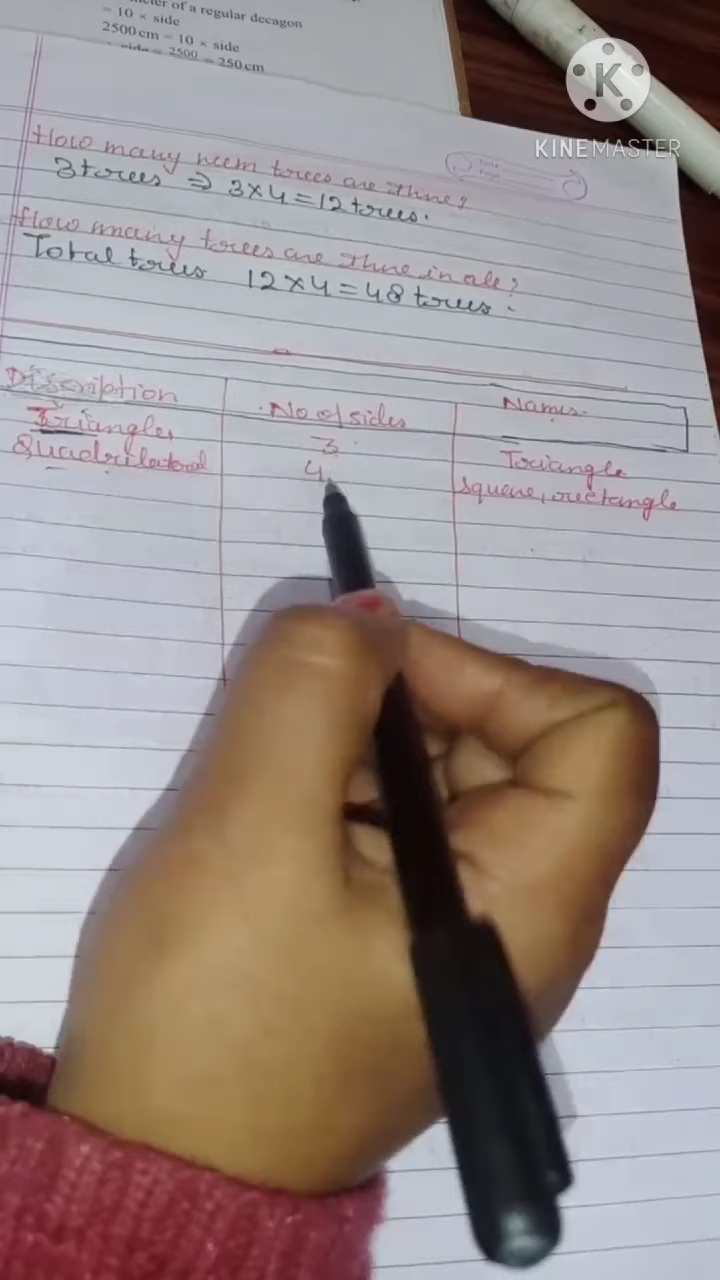 of a regular decagon
= 10 × side
2500 cm = 10 × side
side = 2500 = 250 cm
KINEMASTER
How many neem trees are there?
3 trees ⇒ 3×4=12 trees.
How many trees are there in all?
Total trees 12×4=48 trees.
Discription No of sides Names
Triangles 3 Triangle
Quadrilateral 4 square, rectangle